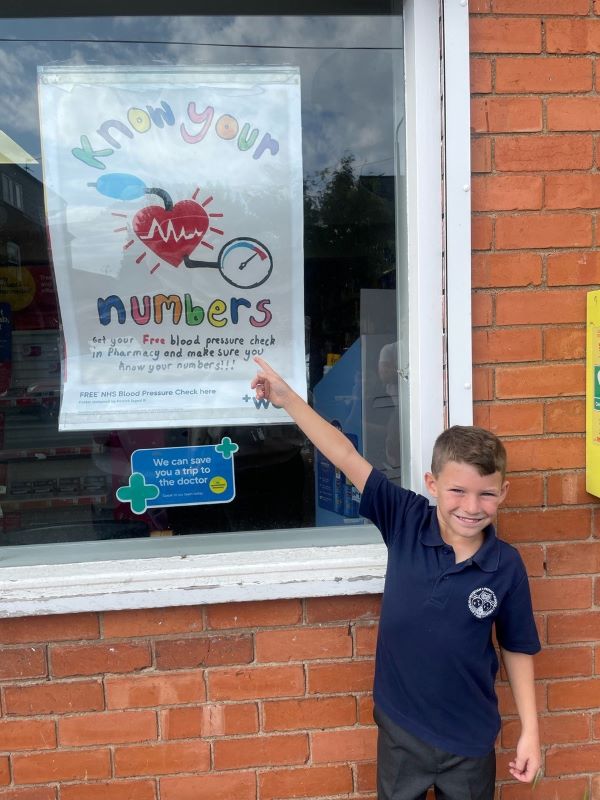 Know Your
numbers
Get your Free blood pressure check
in Pharmacy and make sure you
know your numbers!!!
FREE NHS Blood Pressure Check here
We can save
you a trip to
the doctor